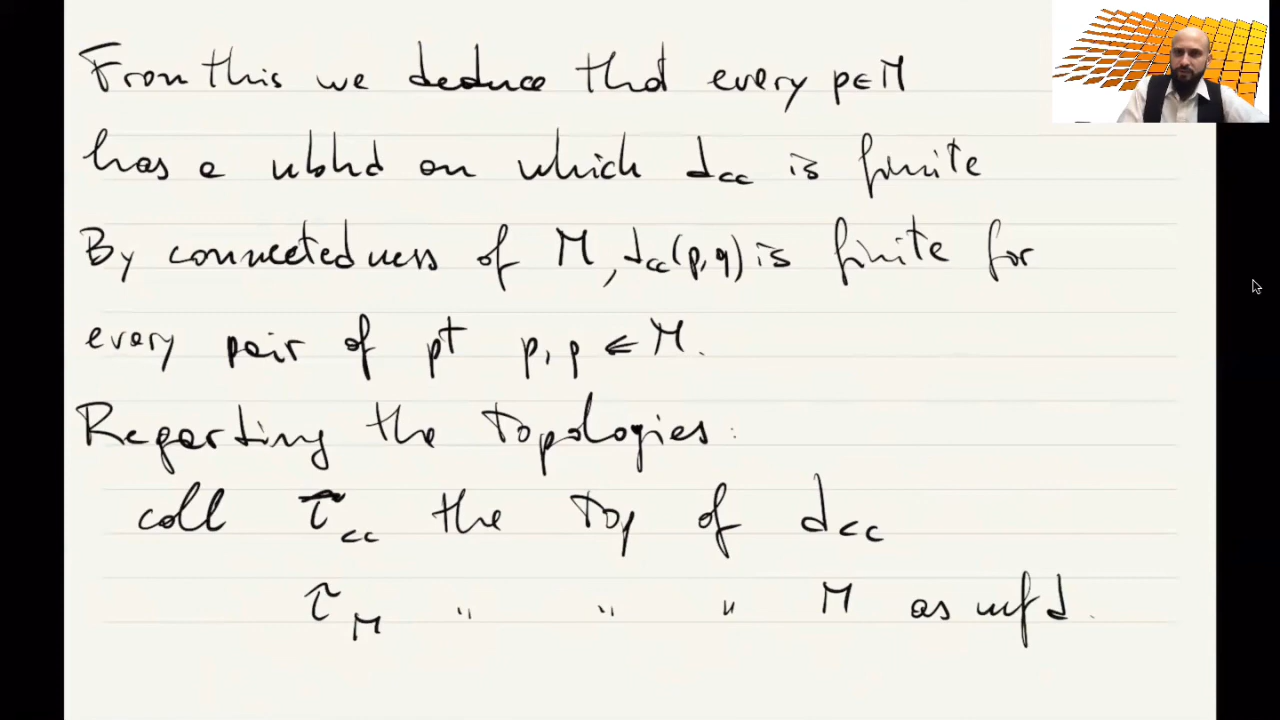 From this we deduce that every p∈M
has a nbhd on which d_cc is finite
By connectedness of M, d_cc(p,q) is finite for
every pair of pt p, p ∈ M.
Regarding the topologies:
call τ_cc the top of d_cc
τ_M " " " M as mfd.